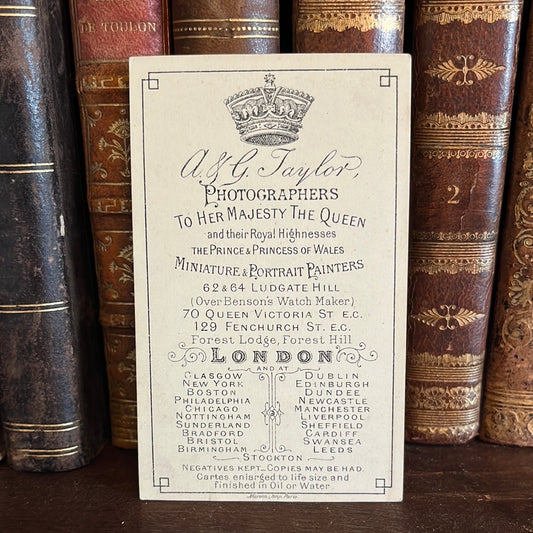 DE TOULON
2
A. & G. Taylor,
PHOTOGRAPHERS
TO HER MAJESTY THE QUEEN
and their Royal Highnesses
THE PRINCE & PRINCESS OF WALES
MINIATURE & PORTRAIT PAINTERS
62 & 64 LUDGATE HILL
(Over Benson's Watch Maker)
70 QUEEN VICTORIA ST E.C.
129 FENCHURCH ST. E.C.
Forest Lodge, Forest Hill
LONDON
AND AT
GLASGOW
NEW YORK
BOSTON
PHILADELPHIA
CHICAGO
NOTTINGHAM
SUNDERLAND
BRADFORD
BRISTOL
BIRMINGHAM
DUBLIN
EDINBURGH
DUNDEE
NEWCASTLE
MANCHESTER
LIVERPOOL
SHEFFIELD
CARDIFF
SWANSEA
LEEDS
STOCKTON
NEGATIVES KEPT_COPIES MAY BE HAD.
Cartes enlarged to life size and
finished in Oil or Water
Paris